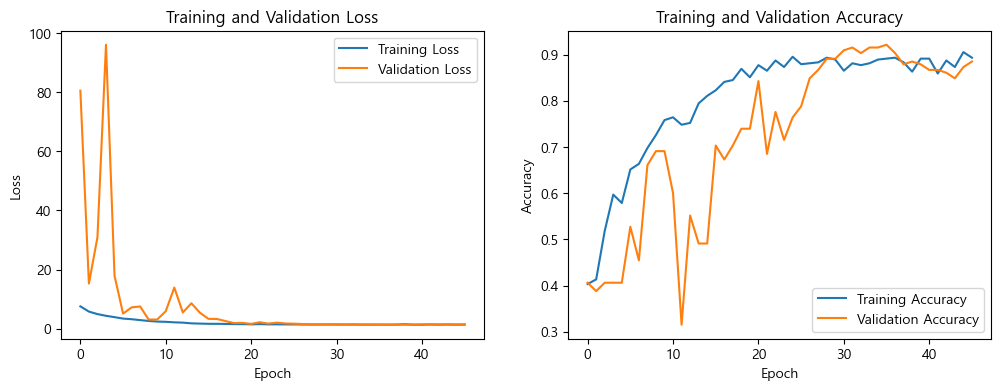 Training and Validation Loss
Training Loss
Validation Loss
100
80
60
40
20
0
0
10
20
30
40
Loss
Epoch
Training and Validation Accuracy
0.9
0.8
0.7
0.6
0.5
0.4
0.3
0
10
20
30
40
Accuracy
Epoch
Training Accuracy
Validation Accuracy